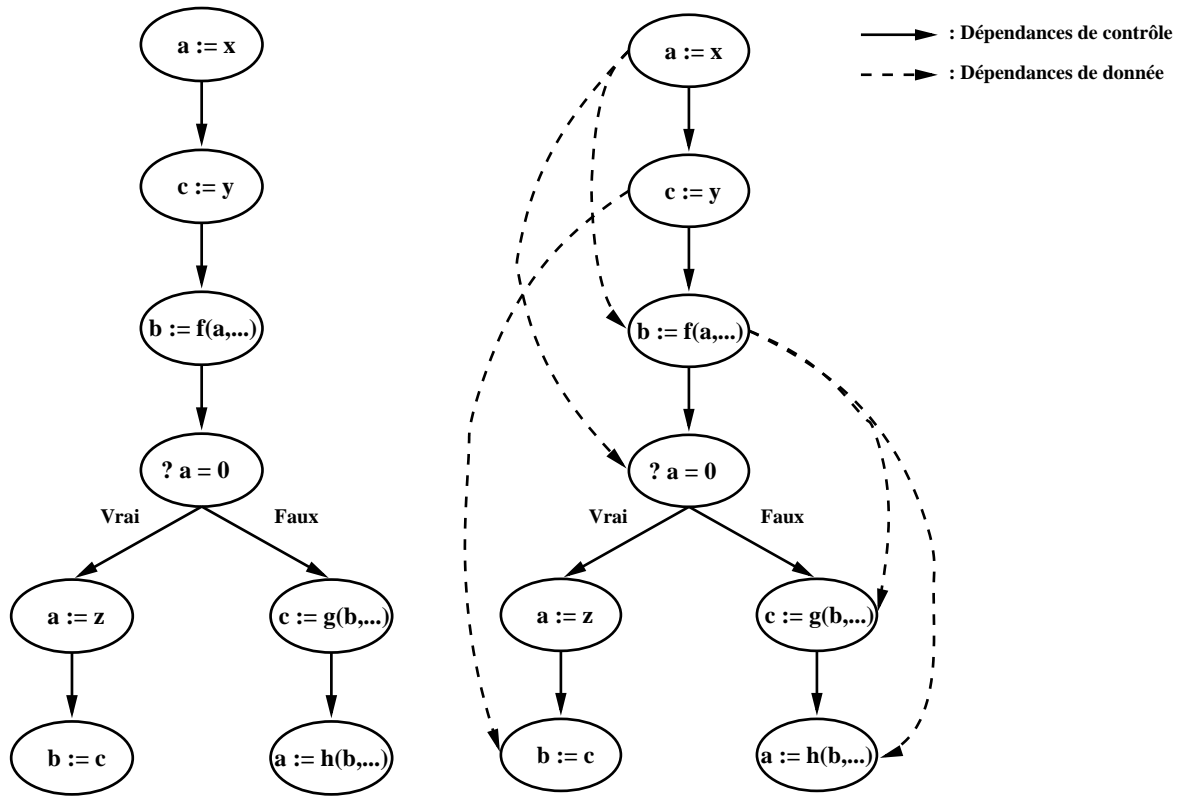 a := x
c := y
b := f(a,...)
? a = 0
Vrai
Faux
a := z
c := g(b,...)
b := c
a := h(b,...)
a := x
c := y
b := f(a,...)
? a = 0
Vrai
Faux
a := z
c := g(b,...)
b := c
a := h(b,...)
: Dépendances de contrôle
: Dépendances de donnée